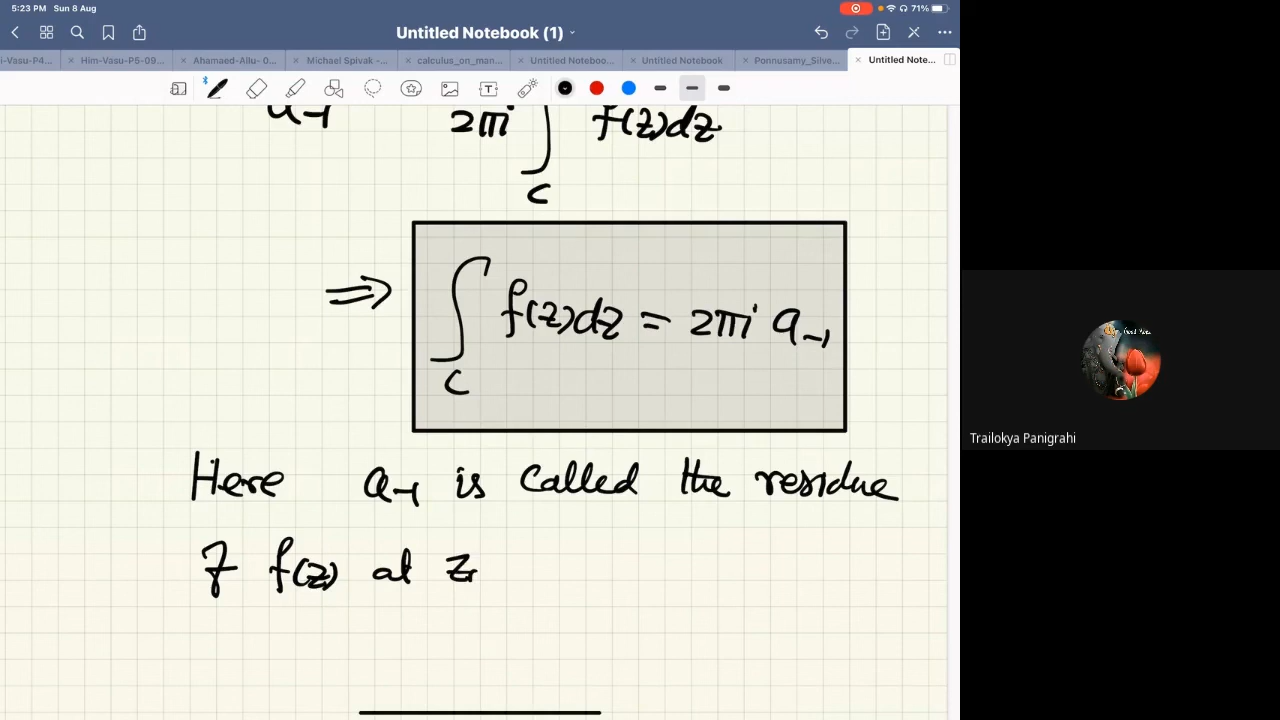 5:23 PM Sun 8 Aug 71%
Untitled Notebook (1)
i-Vasu-P4... Him-Vasu-P6-09... Ahamaed-Allu- 0... Michael Spivak -... calculus_on_man... Untitled Noteboo... Untitled Notebook Ponnusamy_Silve... Untitled Note...
a₋₁ 2πi ∫ f(z)dz
C
⇒ ∫ f(z)dz = 2πi a₋₁
C
Here a₋₁ is called the residue
of f(z) at z
Trailokya Panigrahi